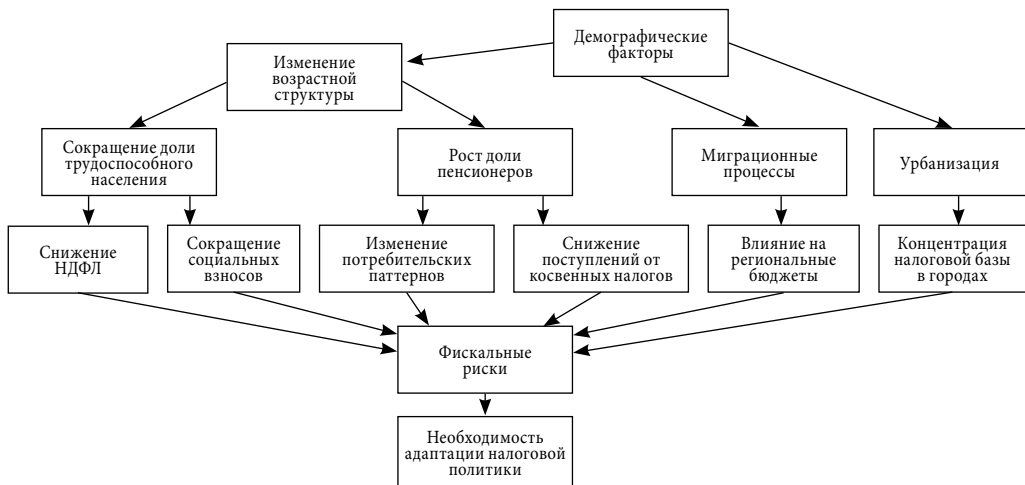 Демографические
факторы
Изменение
возрастной
структуры
Сокращение доли
трудоспособного
населения
Рост доли
пенсионеров
Миграционные
процессы
Урбанизация
Снижение
НДФЛ
Сокращение
социальных
взносов
Изменение
потребительских
паттернов
Снижение
поступлений от
косвенных налогов
Влияние на
региональные
бюджеты
Концентрация
налоговой базы
в городах
Фискальные
риски
Необходимость
адаптации налоговой
политики